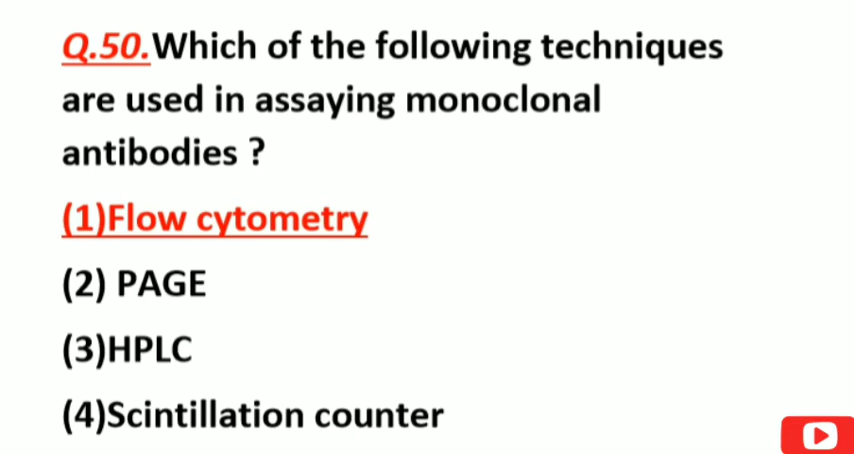 Q.50.Which of the following techniques
are used in assaying monoclonal
antibodies ?
(1)Flow cytometry
(2) PAGE
(3)HPLC
(4)Scintillation counter